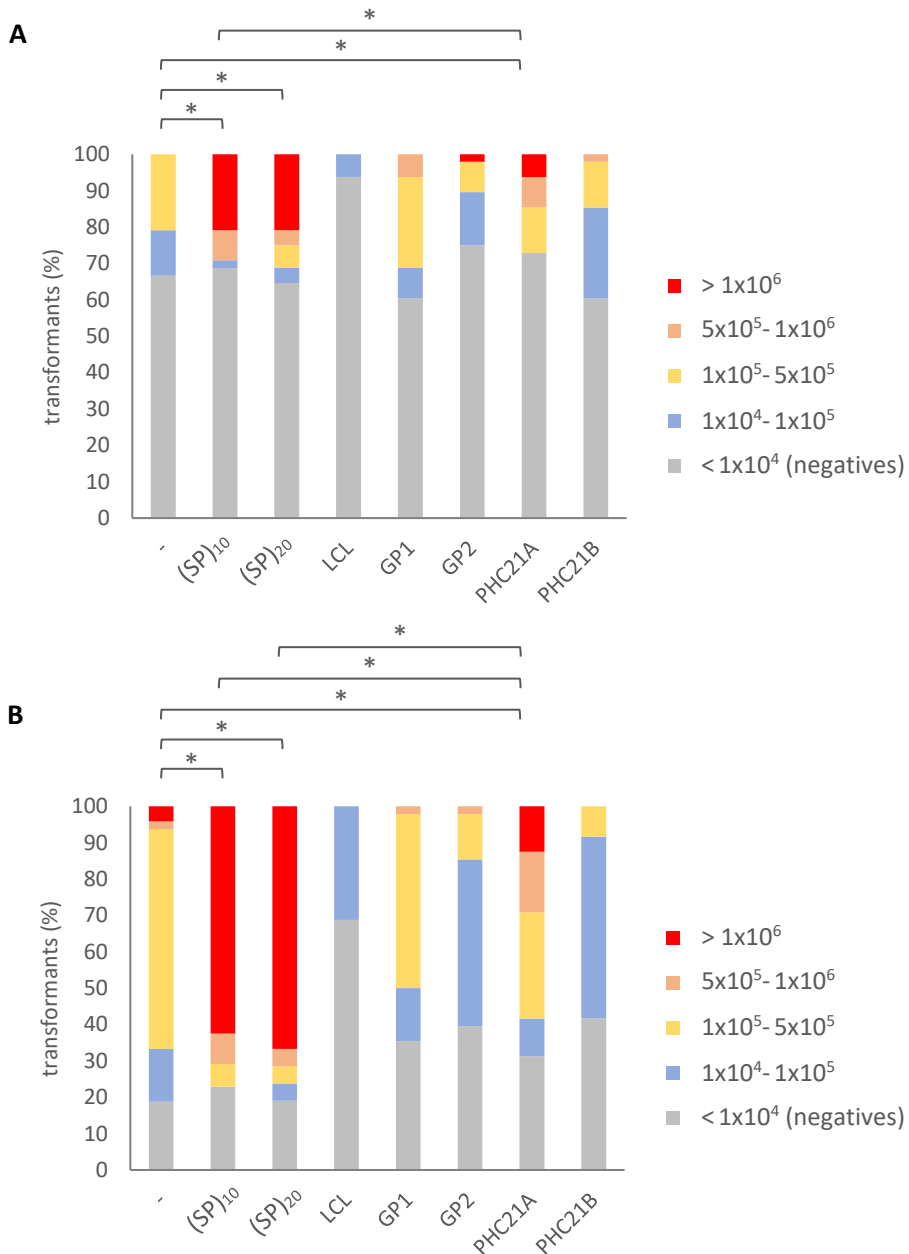 A
*
*
*
*
transformants (%)
100
90
80
70
60
50
40
30
20
10
0
- (SP)₁₀ (SP)₂₀ LCL GP1 GP2 PHC21A PHC21B
> 1x10⁶
5x10⁵- 1x10⁶
1x10⁵- 5x10⁵
1x10⁴- 1x10⁵
< 1x10⁴ (negatives)
B
*
*
*
*
*
transformants (%)
100
90
80
70
60
50
40
30
20
10
0
- (SP)₁₀ (SP)₂₀ LCL GP1 GP2 PHC21A PHC21B
> 1x10⁶
5x10⁵- 1x10⁶
1x10⁵- 5x10⁵
1x10⁴- 1x10⁵
< 1x10⁴ (negatives)